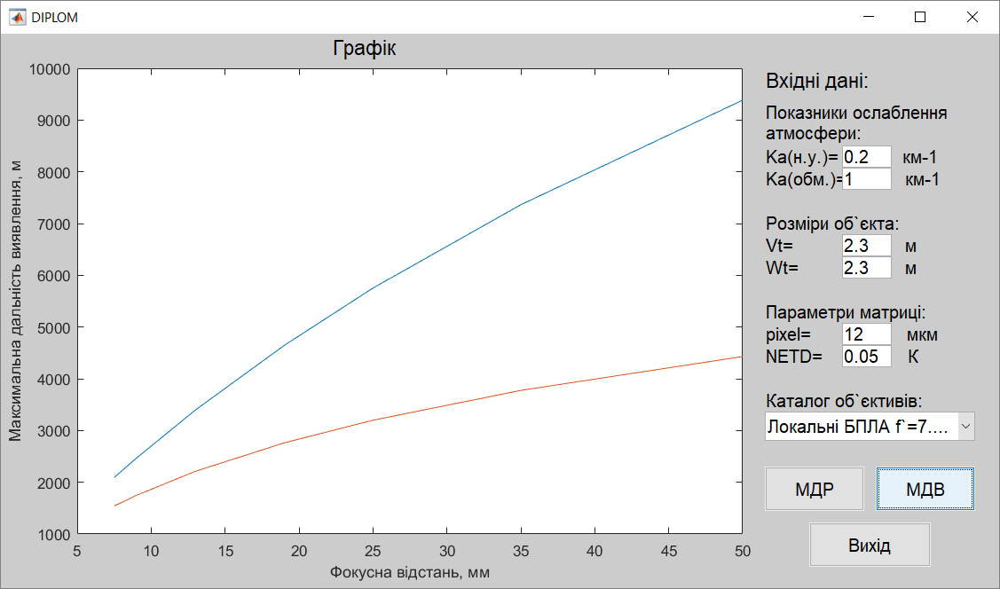 DIPLOM
Графік
10000
9000
8000
7000
6000
5000
4000
3000
2000
1000
5 10 15 20 25 30 35 40 45 50
Максимальна дальність виявлення, м
Фокусна відстань, мм
Вхідні дані:
Показники ослаблення
атмосфери:
Ka(н.у.)= 0.2 км-1
Ka(обм.)= 1 км-1
Розміри об`єкта:
Vt= 2.3 м
Wt= 2.3 м
Параметри матриці:
pixel= 12 мкм
NETD= 0.05 К
Каталог об`єктивів:
Локальні БПЛА f`=7....
МДР МДВ
Вихід